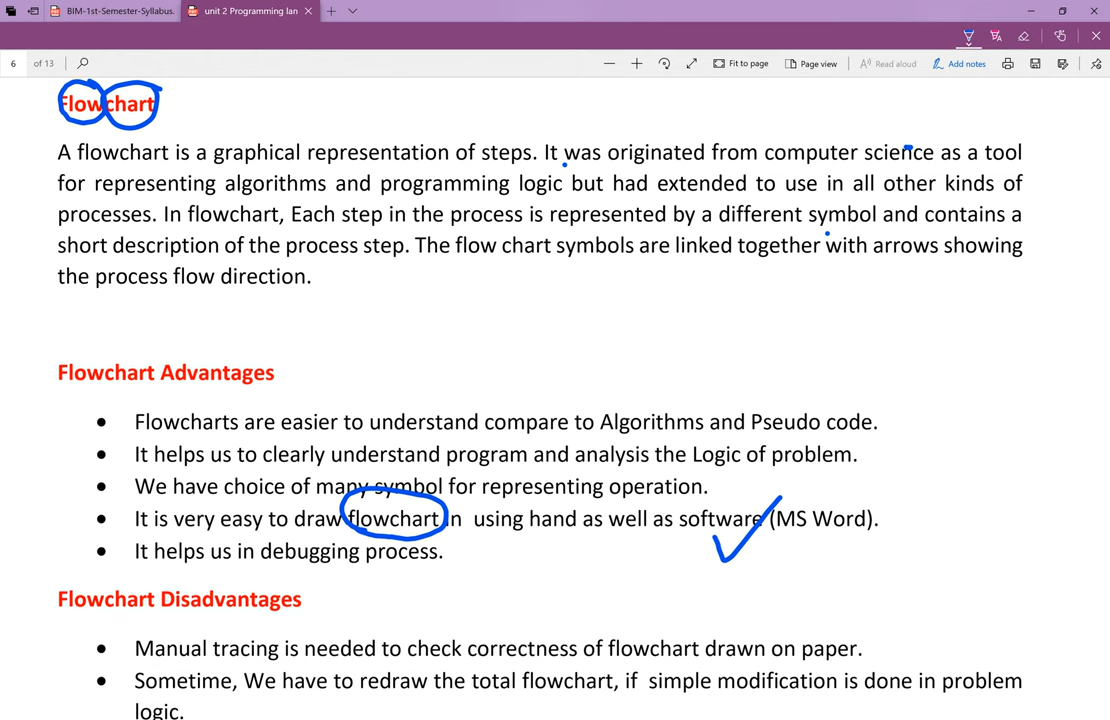 BIM-1st-Semester-Syllabus.
unit 2 Programming lan
6 of 13
Fit to page
Page view
Read aloud
Add notes
Flowchart
A flowchart is a graphical representation of steps. It was originated from computer science as a tool
for representing algorithms and programming logic but had extended to use in all other kinds of
processes. In flowchart, Each step in the process is represented by a different symbol and contains a
short description of the process step. The flow chart symbols are linked together with arrows showing
the process flow direction.
Flowchart Advantages
• Flowcharts are easier to understand compare to Algorithms and Pseudo code.
• It helps us to clearly understand program and analysis the Logic of problem.
• We have choice of many symbol for representing operation.
• It is very easy to draw flowchart in using hand as well as software (MS Word).
• It helps us in debugging process.
Flowchart Disadvantages
• Manual tracing is needed to check correctness of flowchart drawn on paper.
• Sometime, We have to redraw the total flowchart, if simple modification is done in problem
logic.